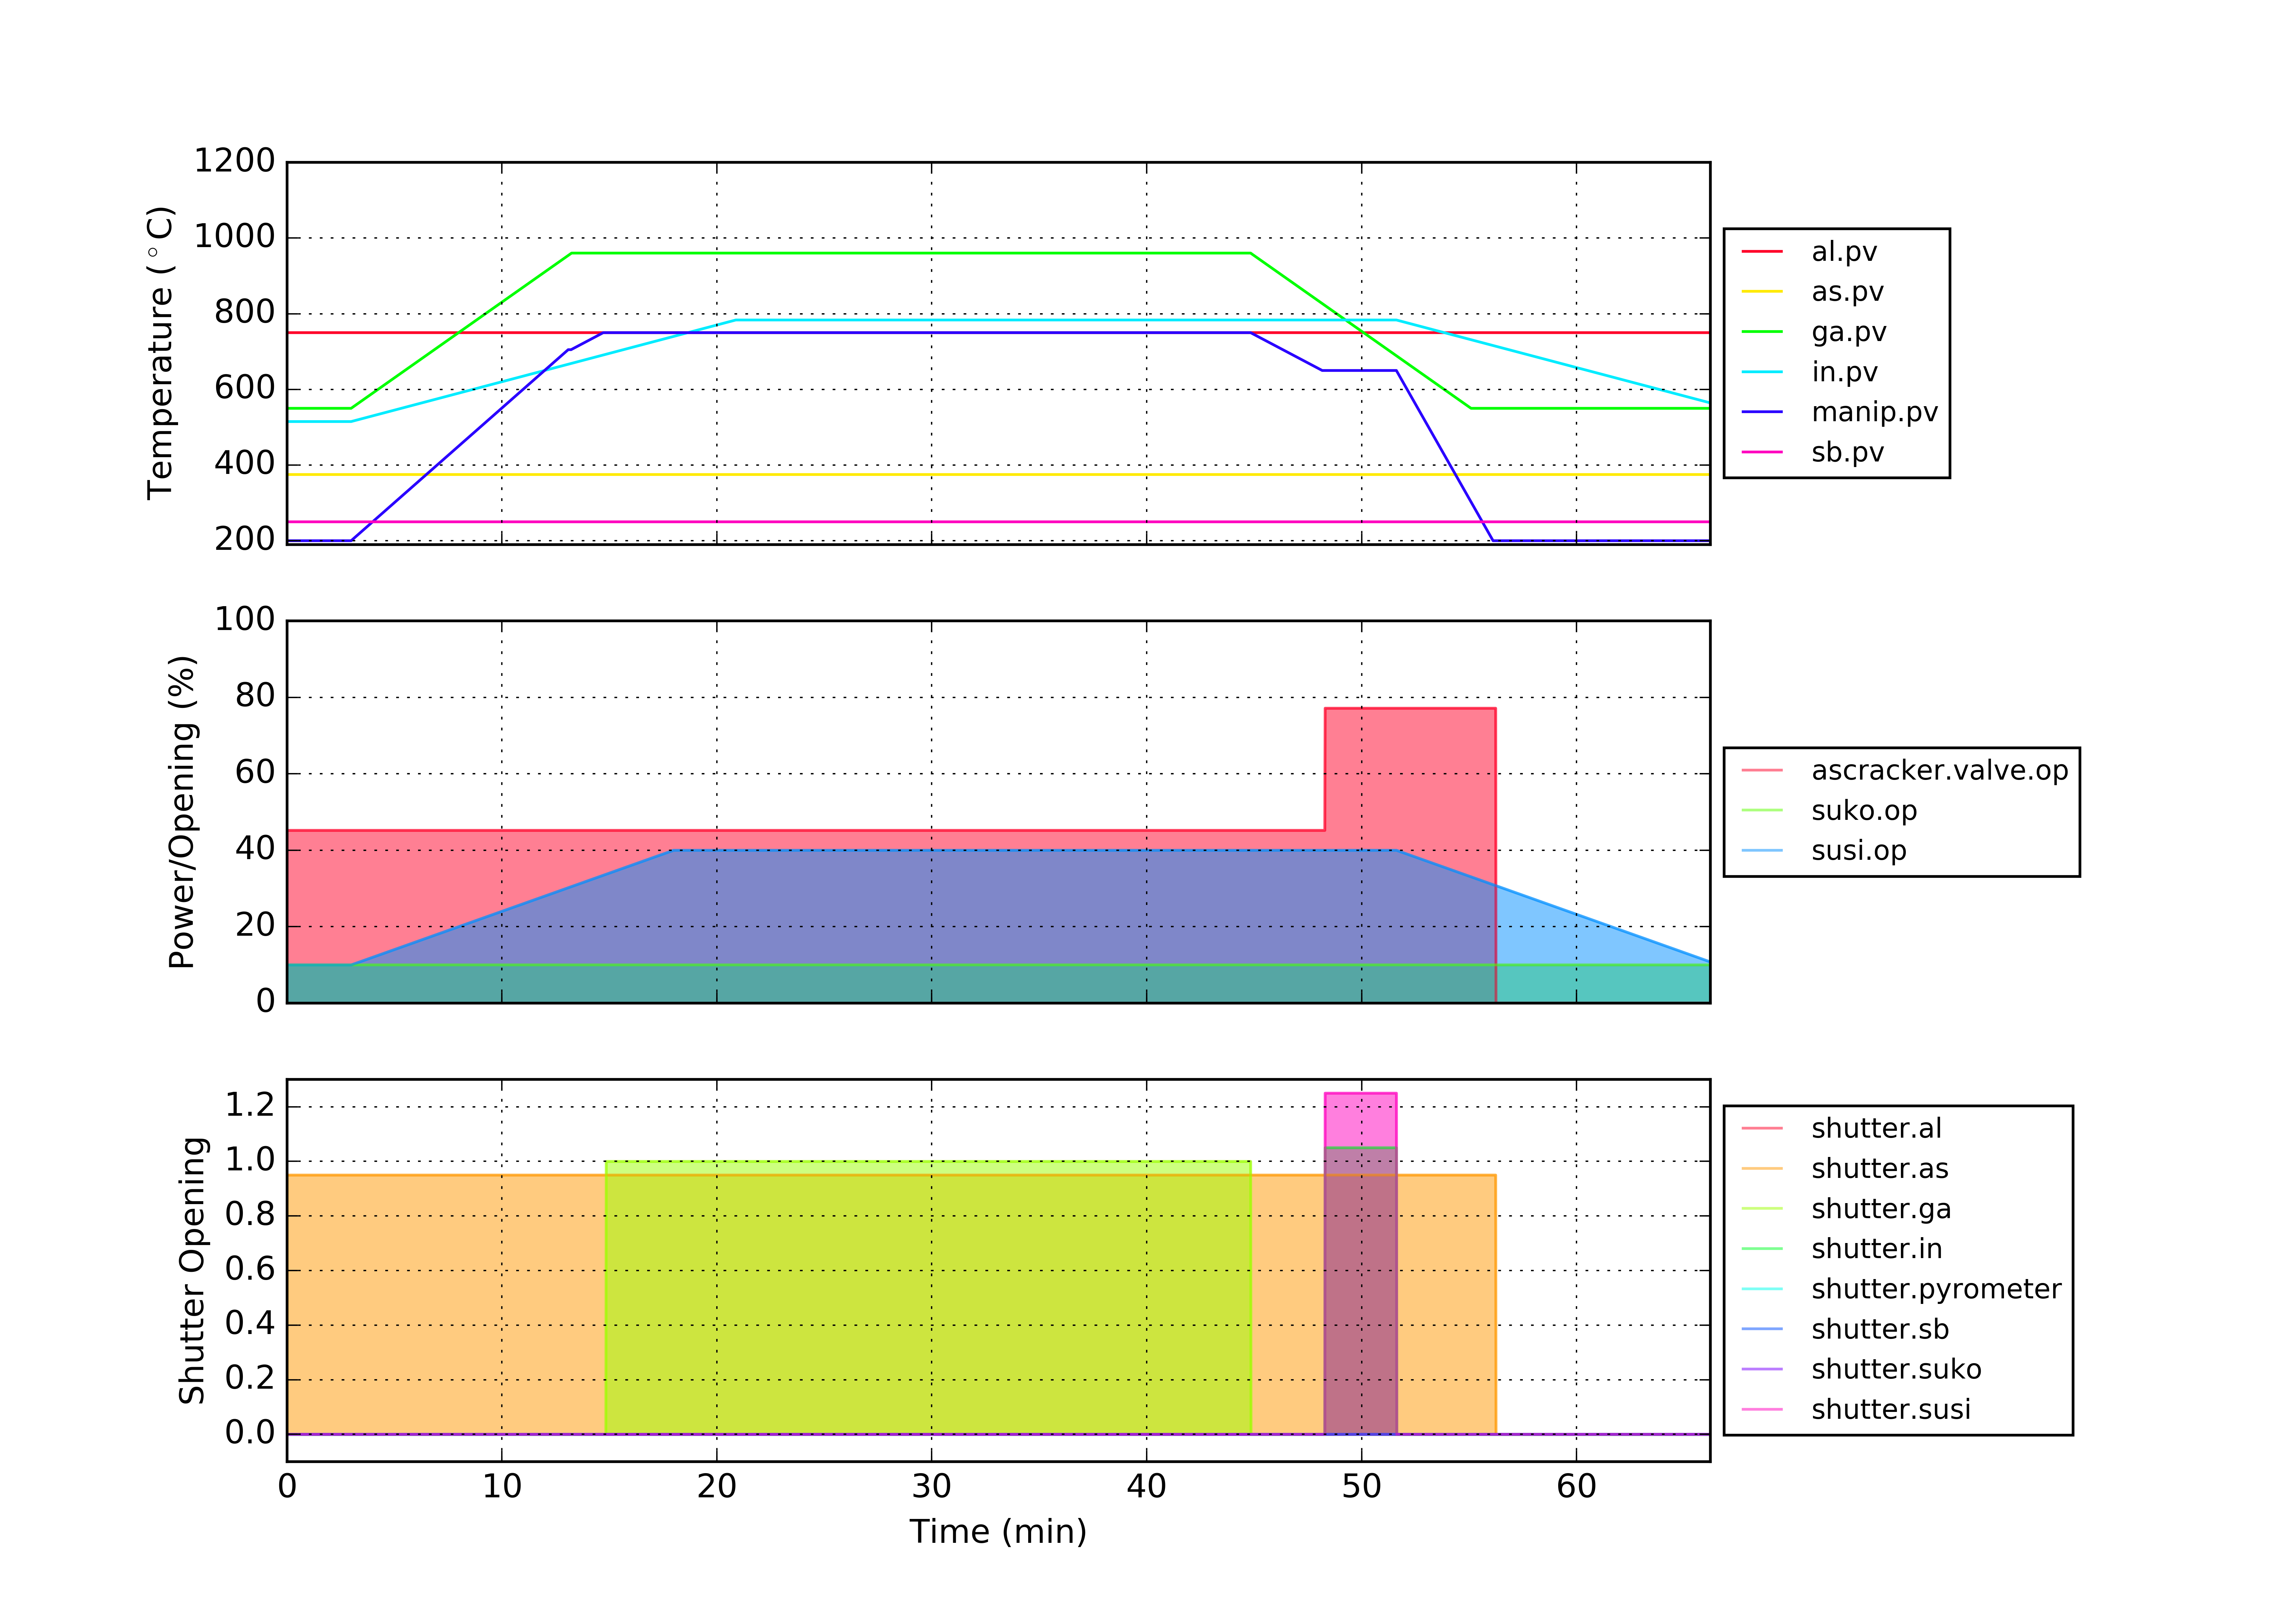 1200
1000
800
600
400
200
Temperature (°C)
al.pv
as.pv
ga.pv
in.pv
manip.pv
sb.pv
100
80
60
40
20
0
Power/Opening (%)
ascracker.valve.op
suko.op
susi.op
1.2
1.0
0.8
0.6
0.4
0.2
0.0
Shutter Opening
shutter.al
shutter.as
shutter.ga
shutter.in
shutter.pyrometer
shutter.sb
shutter.suko
shutter.susi
0 10 20 30 40 50 60
Time (min)